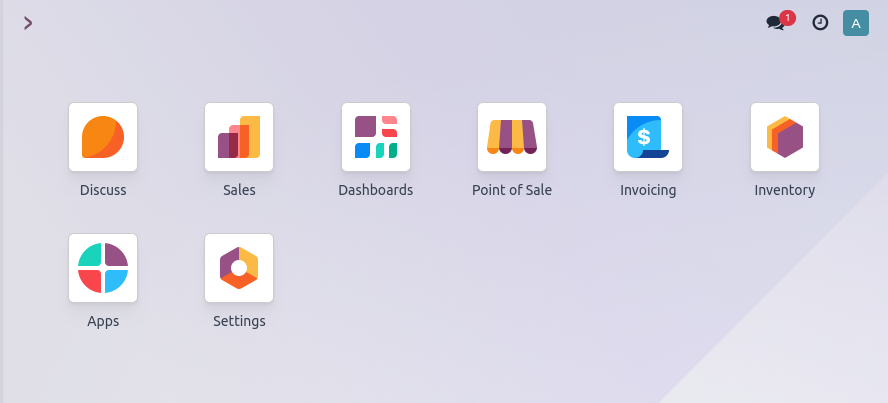 1
A
$
Discuss
Sales
Dashboards
Point of Sale
Invoicing
Inventory
Apps
Settings